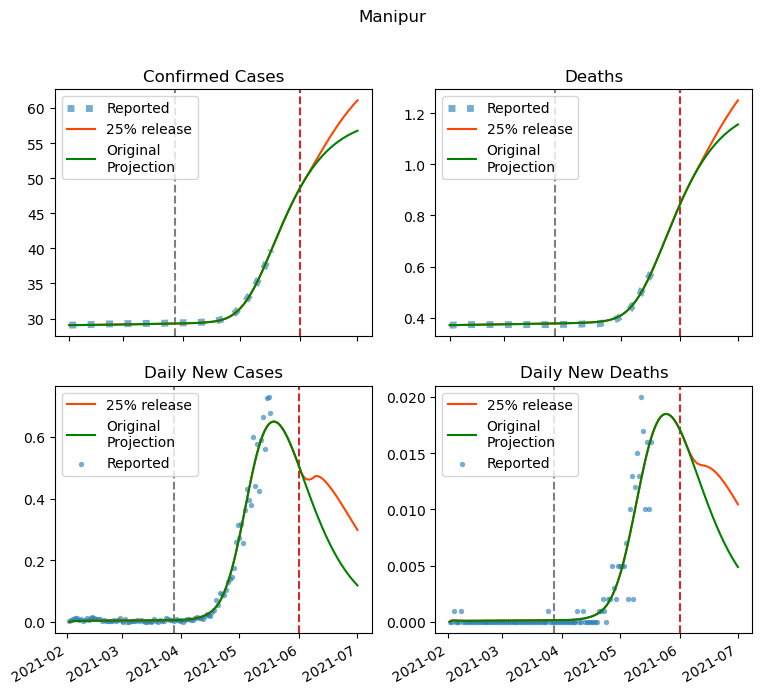 Manipur
Confirmed Cases
Reported
25% release
Original
Projection
60
55
50
45
40
35
30
Deaths
Reported
25% release
Original
Projection
1.2
1.0
0.8
0.6
0.4
Daily New Cases
25% release
Original
Projection
Reported
0.6
0.4
0.2
0.0
2021-02
2021-03
2021-04
2021-05
2021-06
2021-07
Daily New Deaths
25% release
Original
Projection
Reported
0.020
0.015
0.010
0.005
0.000
2021-02
2021-03
2021-04
2021-05
2021-06
2021-07